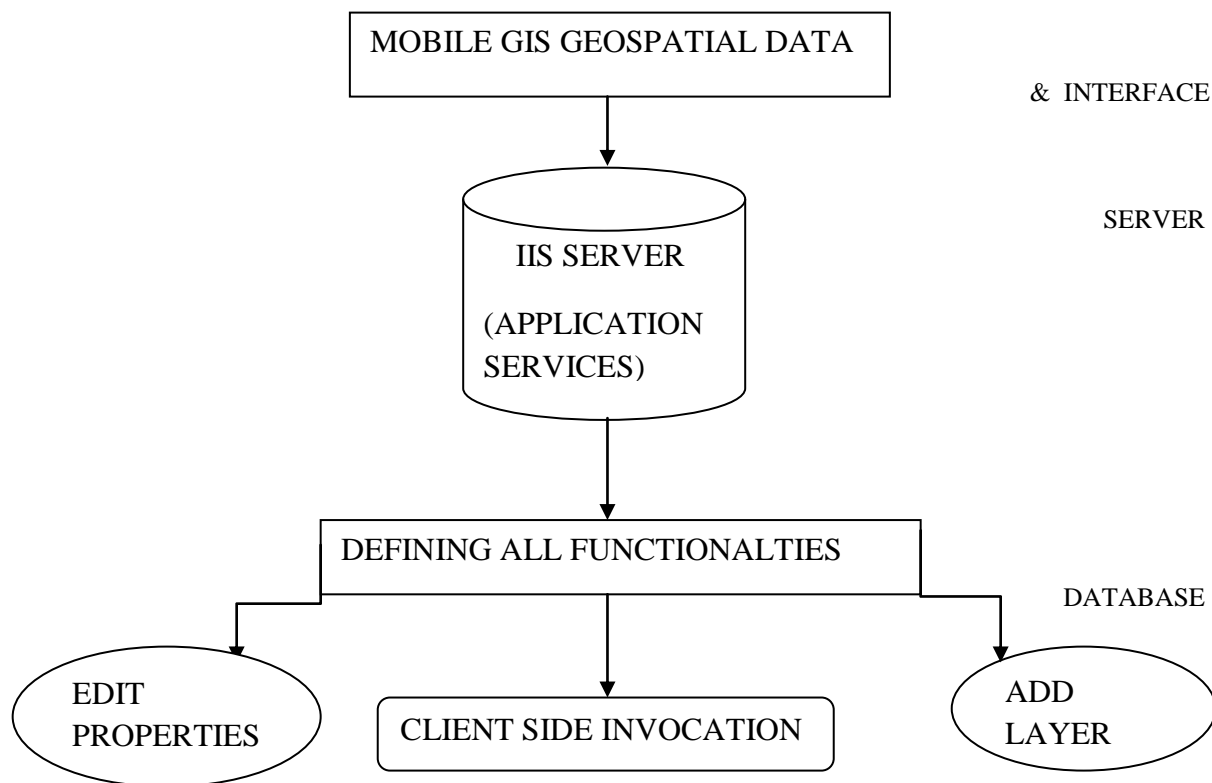 MOBILE GIS GEOSPATIAL DATA
& INTERFACE
SERVER
IIS SERVER
(APPLICATION
SERVICES)
DEFINING ALL FUNCTIONALTIES
DATABASE
EDIT
PROPERTIES
CLIENT SIDE INVOCATION
ADD
LAYER